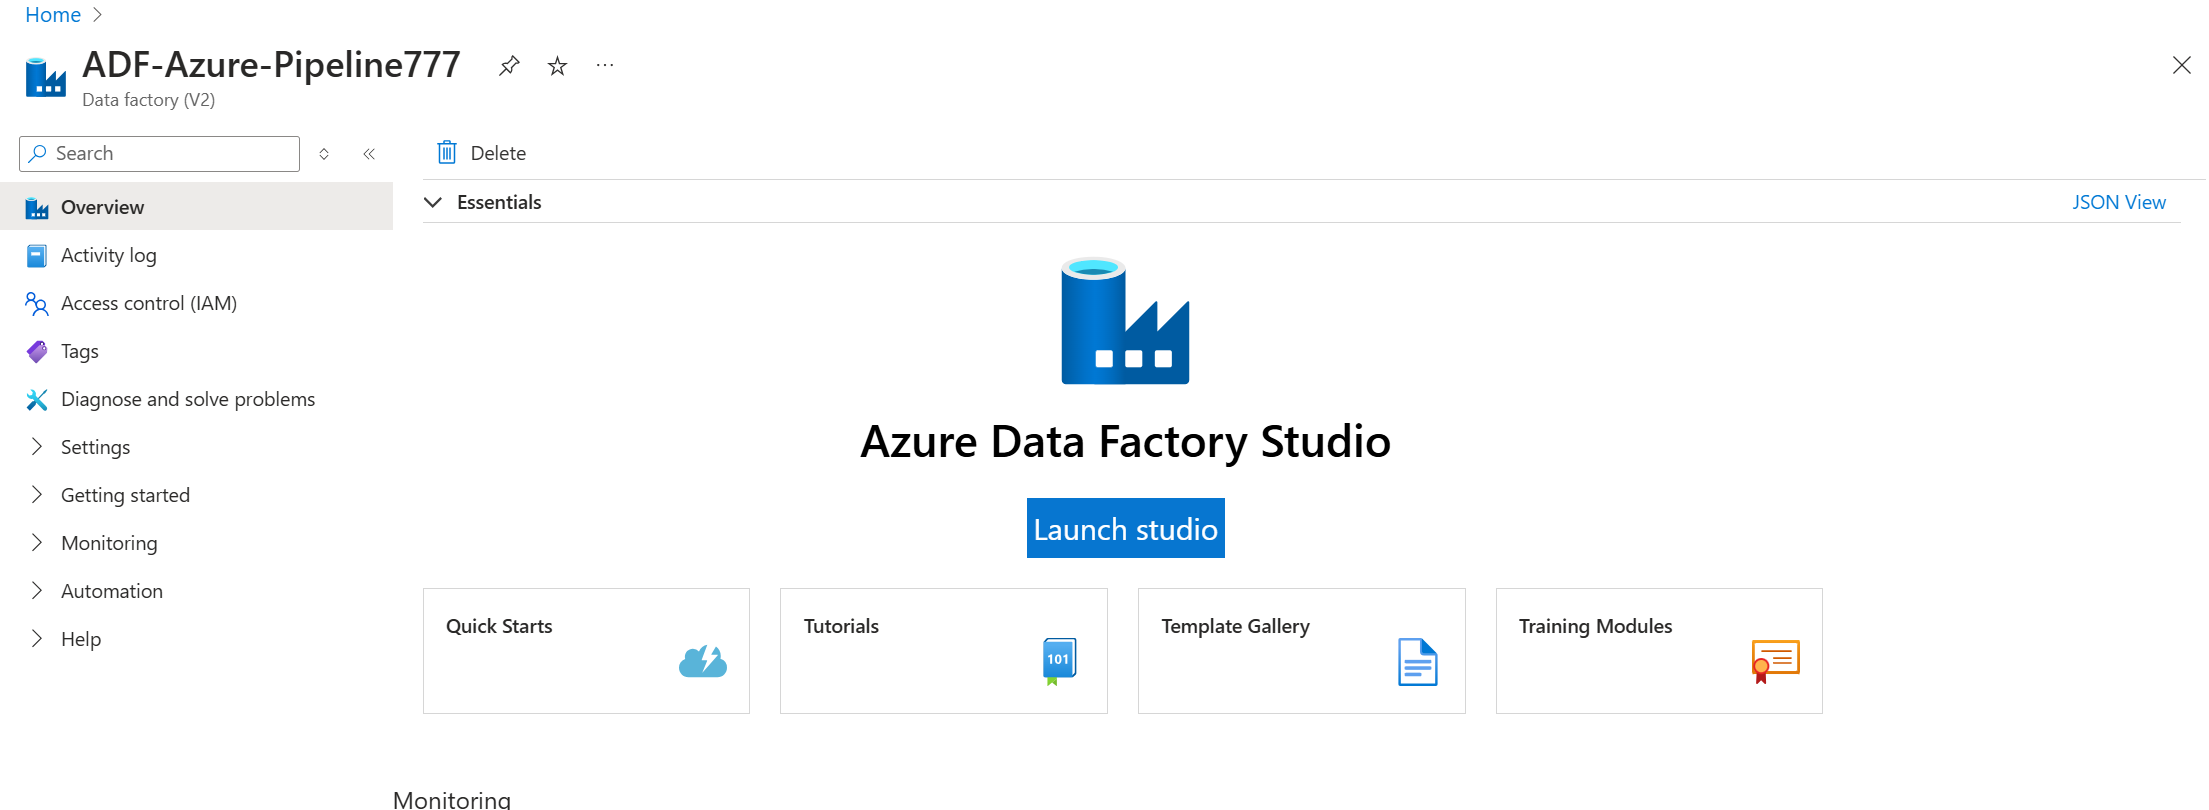 Home
ADF-Azure-Pipeline777
Data factory (V2)
Search
Delete
Essentials
JSON View
Overview
Activity log
Access control (IAM)
Tags
Diagnose and solve problems
Settings
Getting started
Monitoring
Automation
Help
Azure Data Factory Studio
Launch studio
Quick Starts
Tutorials
101
Template Gallery
Training Modules
Monitoring